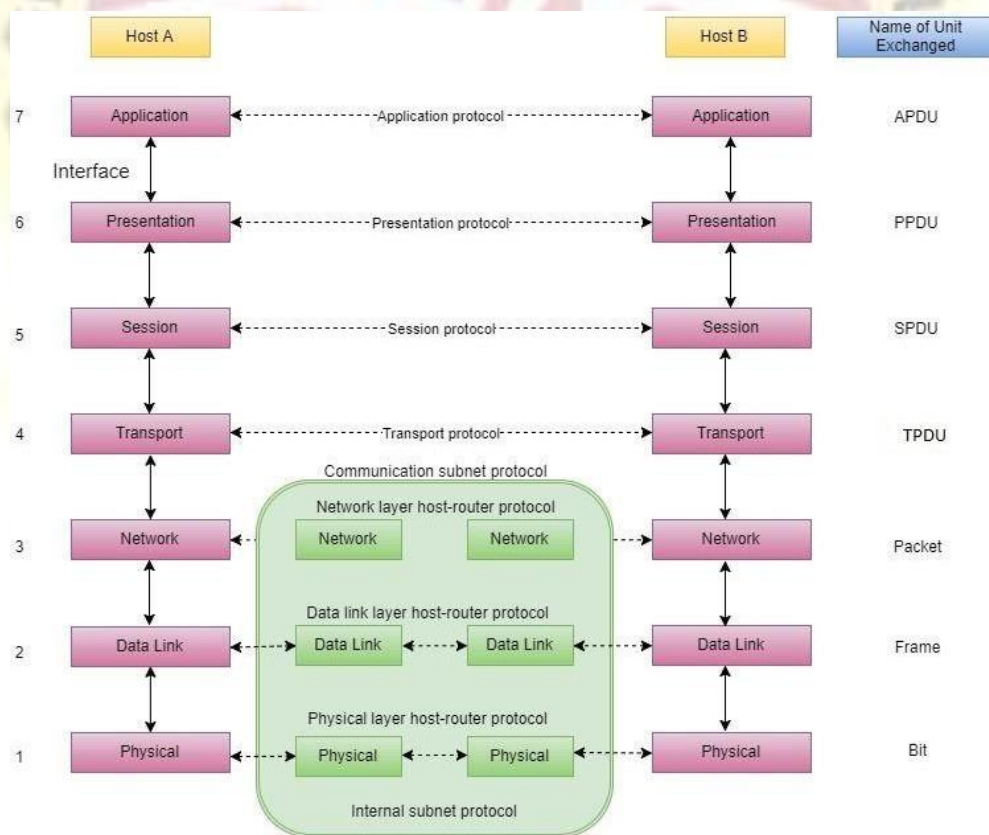 Host A
Host B
Name of Unit
Exchanged
7
Application
Application protocol
Application
APDU
Interface
6
Presentation
Presentation protocol
Presentation
PPDU
5
Session
Session protocol
Session
SPDU
4
Transport
Transport protocol
Transport
TPDU
Communication subnet protocol
Network layer host-router protocol
3
Network
Network
Network
Network
Packet
Data link layer host-router protocol
2
Data Link
Data Link
Data Link
Data Link
Frame
Physical layer host-router protocol
1
Physical
Physical
Physical
Physical
Bit
Internal subnet protocol